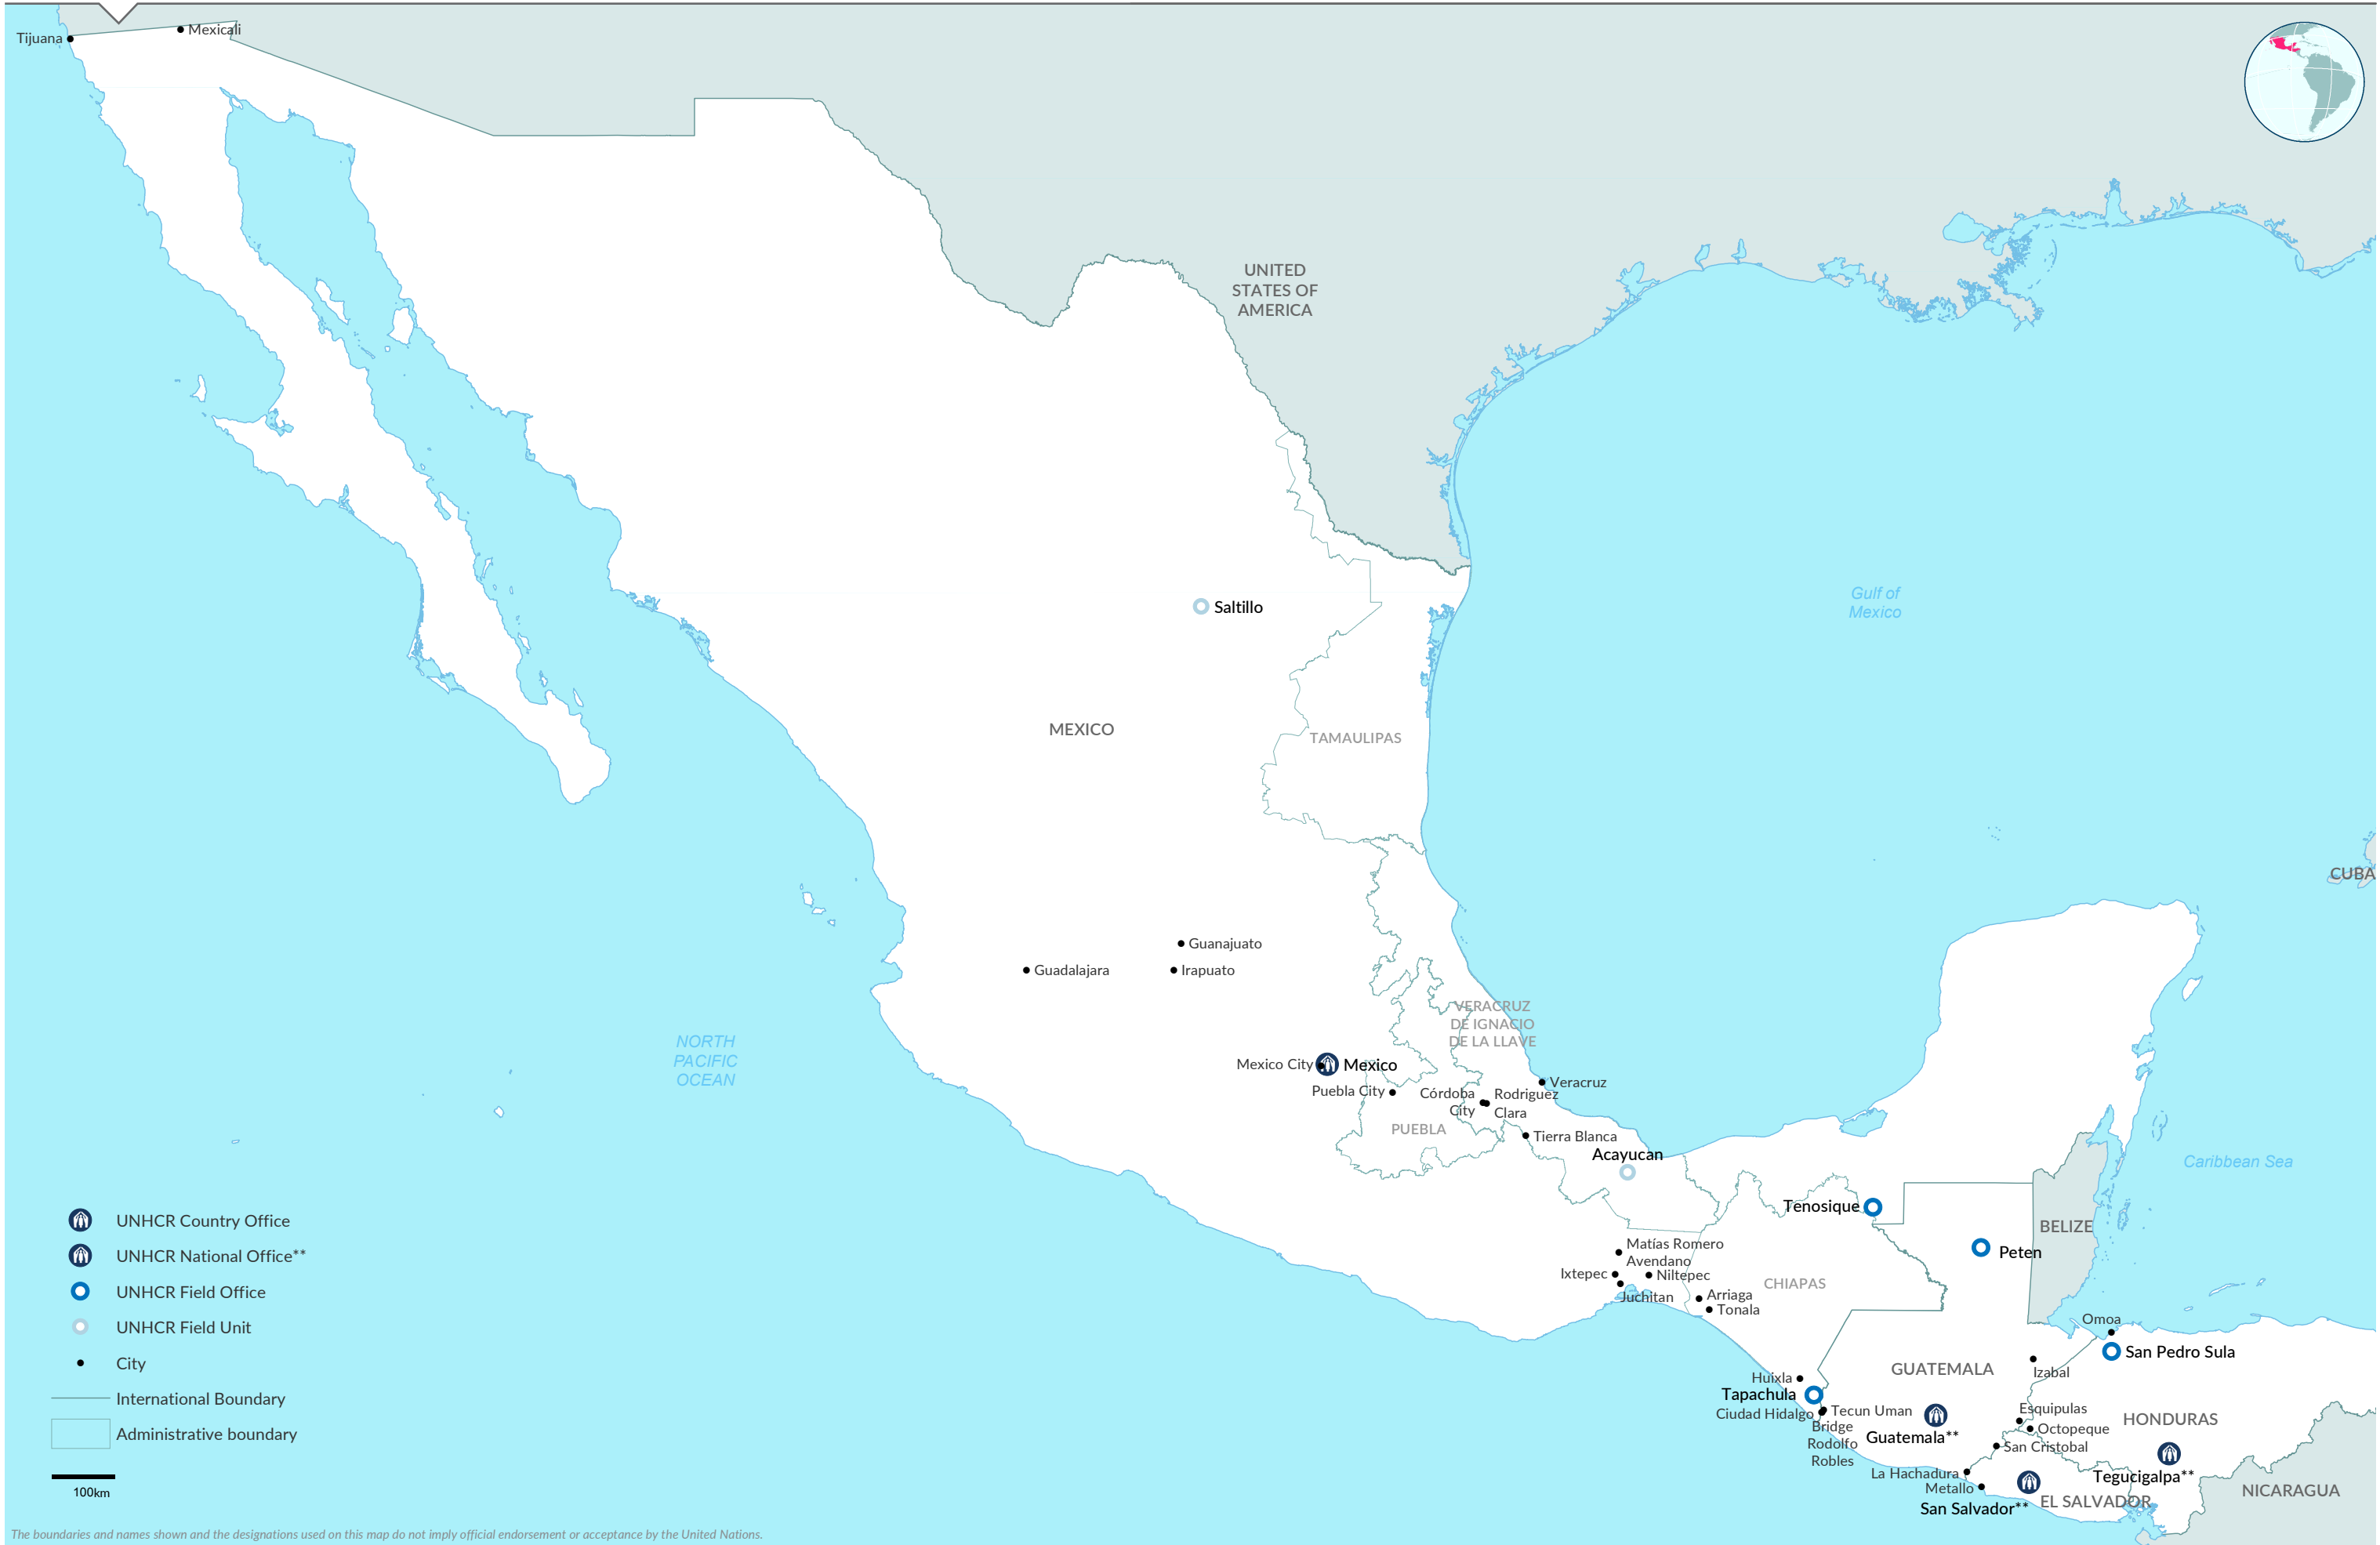 Tijuana
Mexicali
UNITED
STATES OF
AMERICA
Gulf of
Mexico
Saltillo
MEXICO
TAMAULIPAS
CUBA
Guanajuato
Guadalajara
Irapuato
VERACRUZ
DE IGNACIO
DE LA LLAVE
NORTH
PACIFIC
OCEAN
Mexico City
Mexico
Veracruz
Puebla City
Córdoba
City
Rodriguez
Clara
PUEBLA
Tierra Blanca
Acayucan
Caribbean Sea
Tenosique
BELIZE
Peten
Matías Romero
Avendano
Ixtepec
Niltepec
CHIAPAS
Juchitan
Arriaga
Tonala
Omoa
San Pedro Sula
GUATEMALA
Izabal
Huixla
Tapachula
Ciudad Hidalgo
Tecun Uman
Bridge
Rodolfo
Robles
Guatemala**
Esquipulas
HONDURAS
Octopeque
San Cristobal
La Hachadura
Metallo
Tegucigalpa**
San Salvador**
EL SALVADOR
NICARAGUA
UNHCR Country Office
UNHCR National Office**
UNHCR Field Office
UNHCR Field Unit
City
International Boundary
Administrative boundary
100km
The boundaries and names shown and the designations used on this map do not imply official endorsement or acceptance by the United Nations.